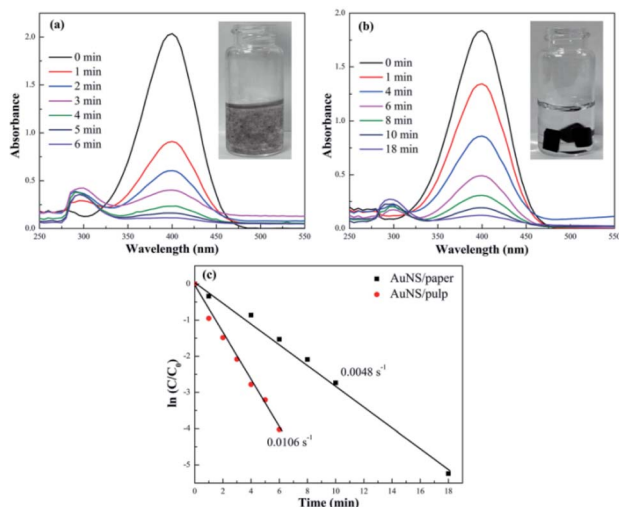 (a)
2.0
1.5
1.0
0.5
0.0
Absorbance
0 min
1 min
2 min
3 min
4 min
5 min
6 min
250 300 350 400 450 500 550
Wavelength (nm)
(b)
2.0
1.5
1.0
0.5
0.0
Absorbance
0 min
1 min
4 min
6 min
8 min
10 min
18 min
250 300 350 400 450 500 550
Wavelength (nm)
(c)
AuNS/paper
AuNS/pulp
0
-1
-2
-3
-4
-5
ln (C/C₀)
0.0048 s⁻¹
0.0106 s⁻¹
0 2 4 6 8 10 12 14 16 18
Time (min)